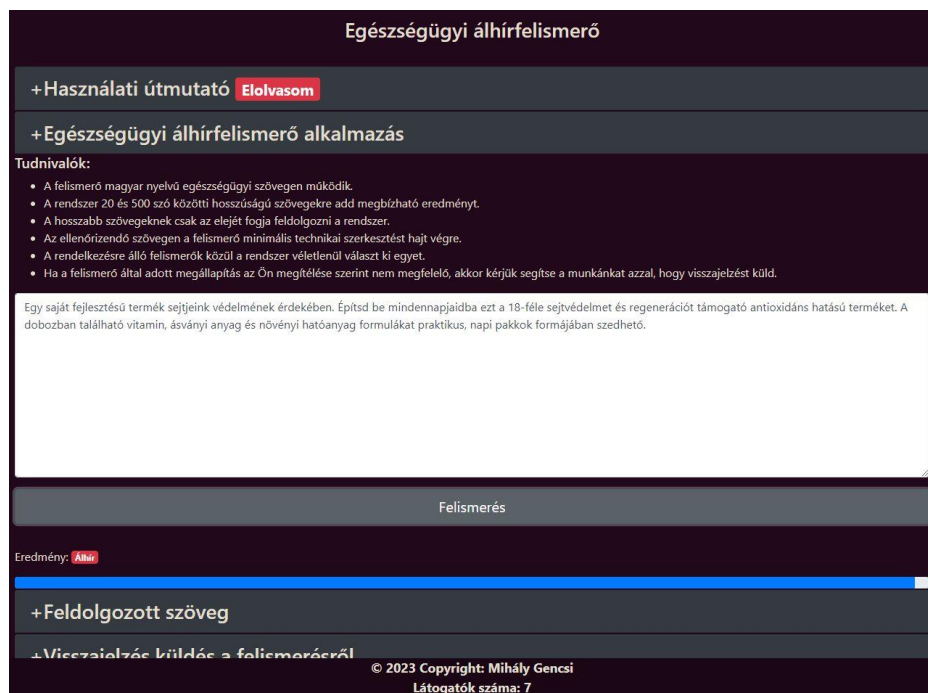 Egészségügyi álhírfelismerő
+Használati útmutató Elolvasom
+Egészségügyi álhírfelismerő alkalmazás
Tudnivalók:
• A felismerő magyar nyelvű egészségügyi szövegen működik.
• A rendszer 20 és 500 szó közötti hosszúságú szövegekre add megbízható eredményt.
• A hosszabb szövegeknek csak az elejét fogja feldolgozni a rendszer.
• Az ellenőrizendő szövegen a felismerő minimális technikai szerkesztést hajt végre.
• A rendelkezésre álló felismerők közül a rendszer véletlenül választ ki egyet.
• Ha a felismerő által adott megállapítás az Ön megítélése szerint nem megfelelő, akkor kérjük segítse a munkánkat azzal, hogy visszajelzést küld.
Egy saját fejlesztésű termék sejtjeink védelmének érdekében. Építsd be mindennapjaidba ezt a 18-féle sejtvédelmet és regenerációt támogató antioxidáns hatású terméket. A
dobozban található vitamin, ásványi anyag és növényi hatóanyag formulákat praktikus, napi pakkok formájában szedhető.
Felismerés
Eredmény: Álhír
+Feldolgozott szöveg
+Visszajelzés küldés a felismerésről
© 2023 Copyright: Mihály Gencsi
Látogatók száma: 7